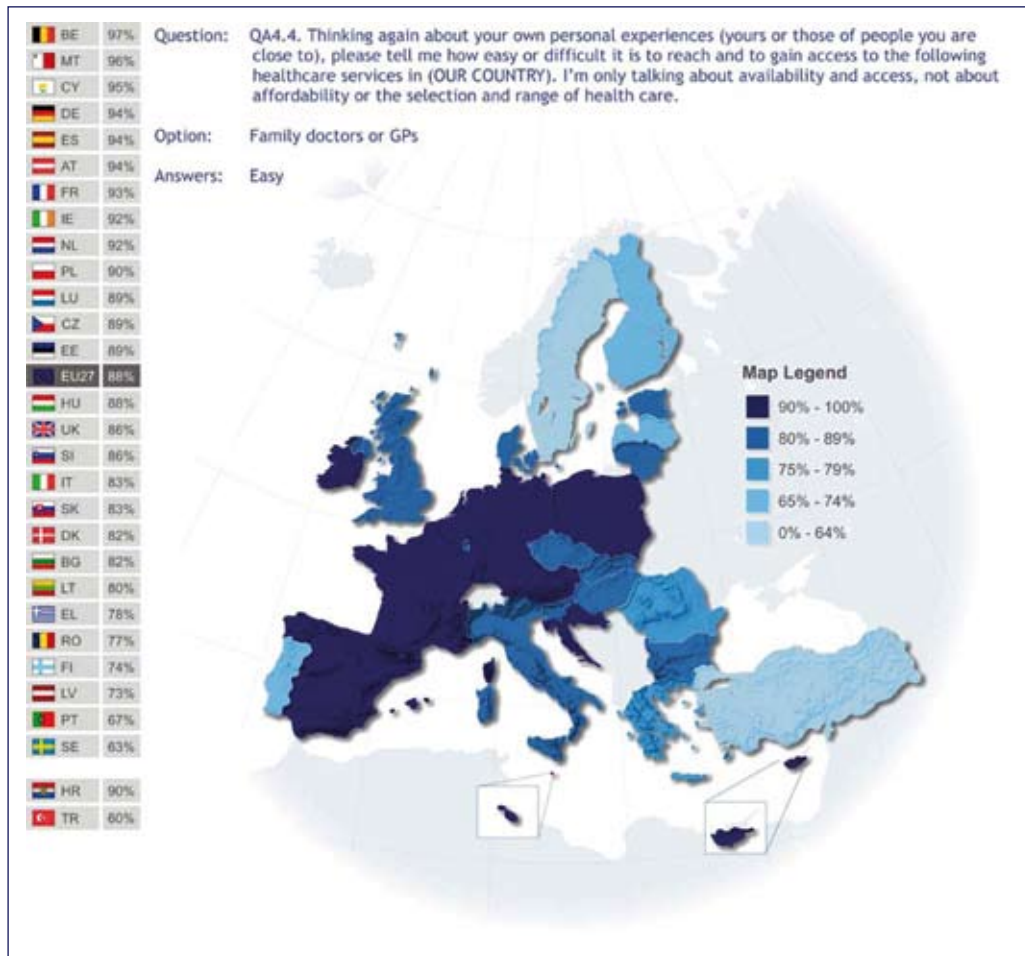 Question: QA4.4. Thinking again about your own personal experiences (yours or those of people you are
close to), please tell me how easy or difficult it is to reach and to gain access to the following
healthcare services in (OUR COUNTRY). I'm only talking about availability and access, not about
affordability or the selection and range of health care.
Option: Family doctors or GPs
Answers: Easy
BE 97%
MT 96%
CY 95%
DE 94%
ES 94%
AT 94%
FR 93%
IE 92%
NL 92%
PL 90%
LU 89%
CZ 89%
EE 89%
EU27 88%
HU 88%
UK 86%
SI 86%
IT 83%
SK 83%
DK 82%
BG 82%
LT 80%
EL 78%
RO 77%
FI 74%
LV 73%
PT 67%
SE 63%
HR 90%
TR 60%
Map Legend
90% - 100%
80% - 89%
75% - 79%
65% - 74%
0% - 64%